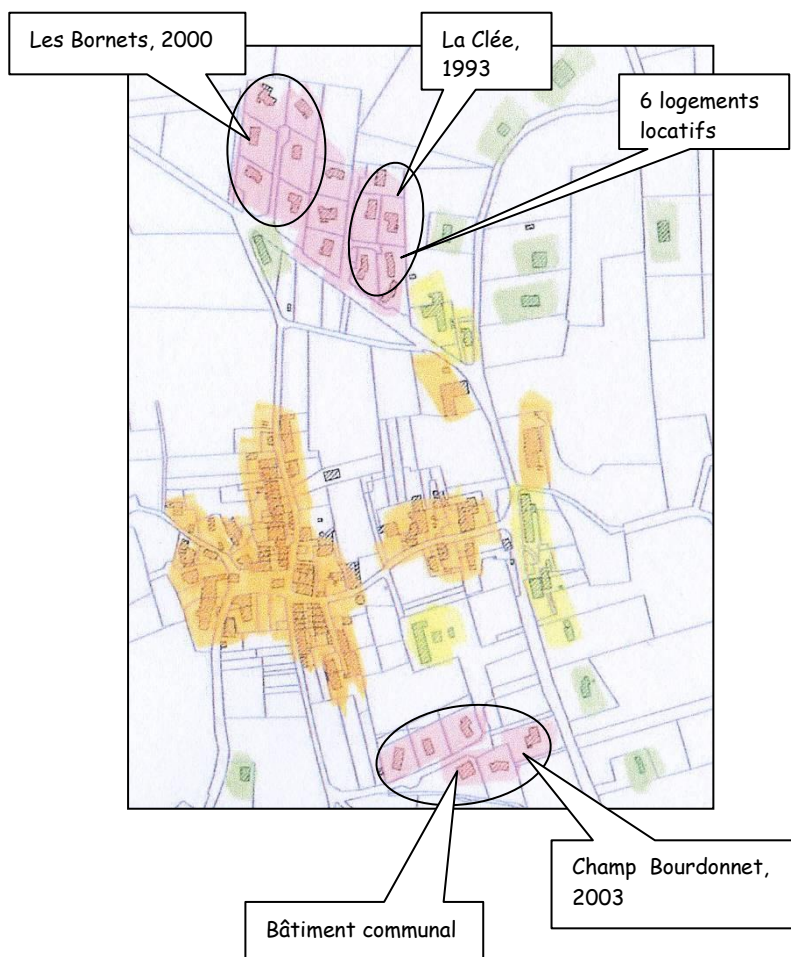 Les Bornets, 2000
La Clée,
1993
6 logements
locatifs
Champ Bourdonnet,
2003
Bâtiment communal